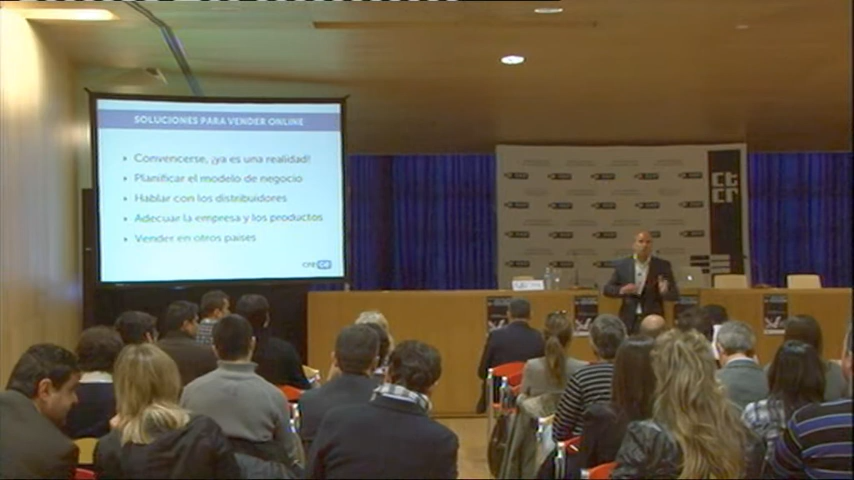 SOLUCIONES PARA VENDER ONLINE
Convencerse, ¡ya es una realidad!
Planificar el modelo de negocio
Hablar con los distribuidores
Adecuar la empresa y los productos
Vender en otros países
ctcr